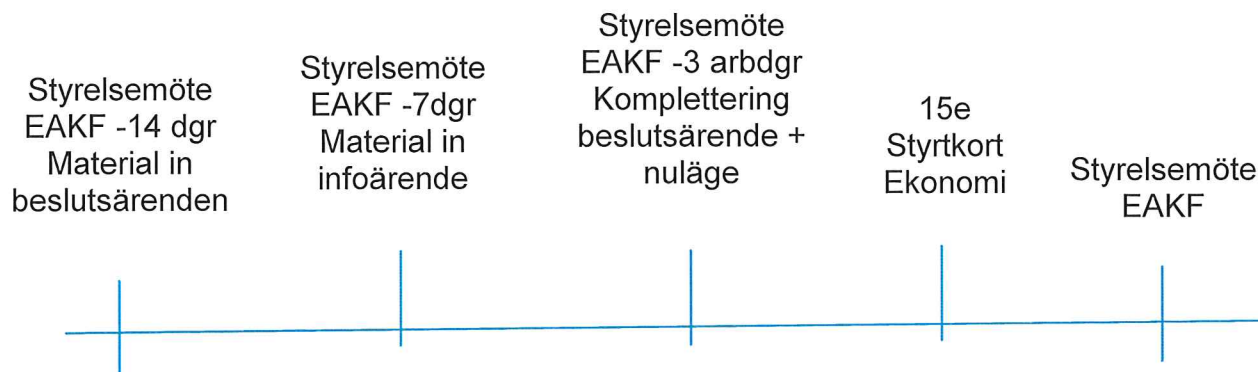 Styrelsemöte
EAKF -14 dgr
Material in
beslutsärenden
Styrelsemöte
EAKF -7dgr
Material in
infoärende
Styrelsemöte
EAKF -3 arbdgr
Komplettering
beslutsärende +
nuläge
15e
Styrtkort
Ekonomi
Styrelsemöte
EAKF